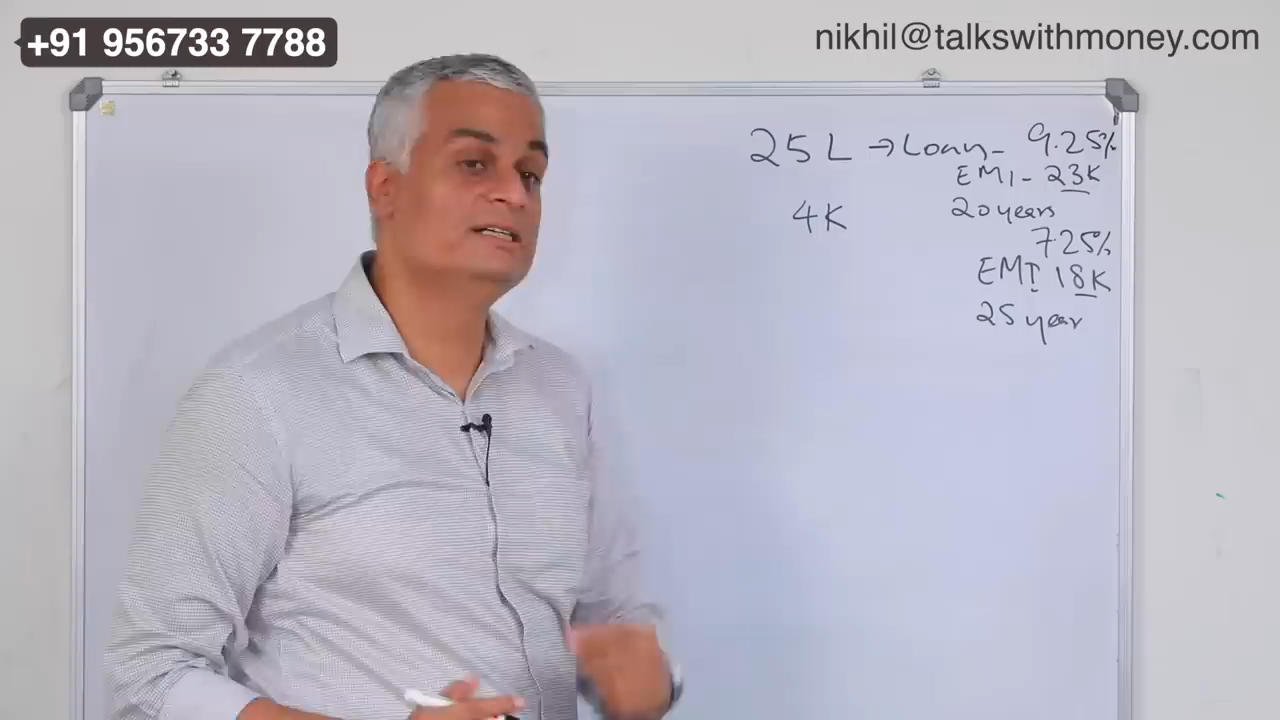 +91 956733 7788
nikhil@talkswithmoney.com
25 L → Loan - 9.25%
EMI - 23K
4K
20 years
7.25%
EMI 18K
25 year